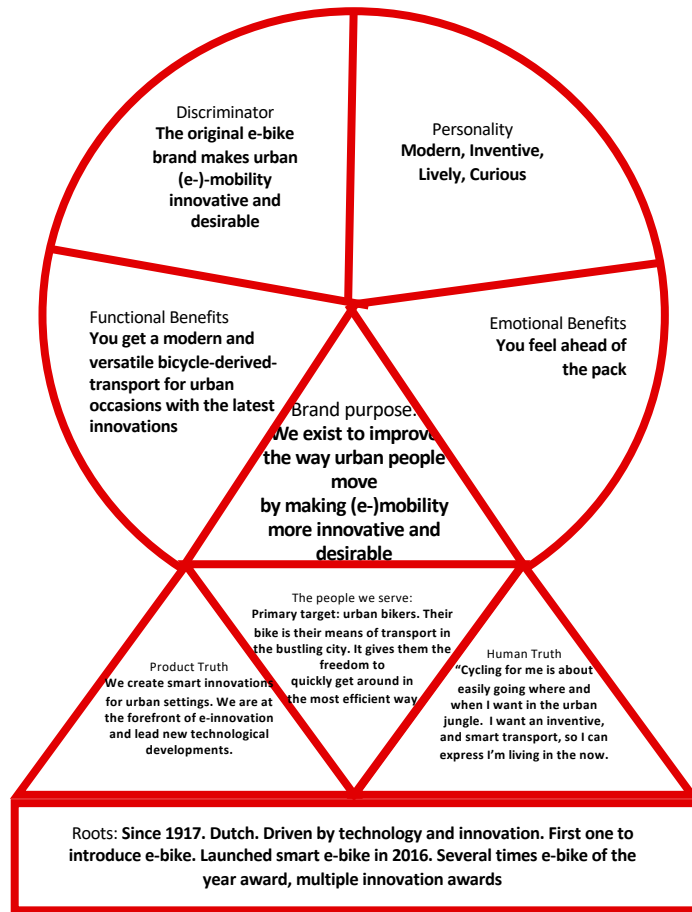 Discriminator
The original e-bike
brand makes urban
(e-)-mobility
innovative and
desirable
Personality
Modern, Inventive,
Lively, Curious
Functional Benefits
You get a modern and
versatile bicycle-derived-
transport for urban
occasions with the latest
innovations
Emotional Benefits
You feel ahead of
the pack
Brand purpose:
We exist to improve
the way urban people
move
by making (e-)mobility
more innovative and
desirable
The people we serve:
Primary target: urban bikers. Their
bike is their means of transport in
the bustling city. It gives them the
freedom to
quickly get around in
the most efficient way
Product Truth
We create smart innovations
for urban settings. We are at
the forefront of e-innovation
and lead new technological
developments.
Human Truth
“Cycling for me is about
easily going where and
when I want in the urban
jungle. I want an inventive,
and smart transport, so I can
express I’m living in the now.
Roots: Since 1917. Dutch. Driven by technology and innovation. First one to
introduce e-bike. Launched smart e-bike in 2016. Several times e-bike of the
year award, multiple innovation awards